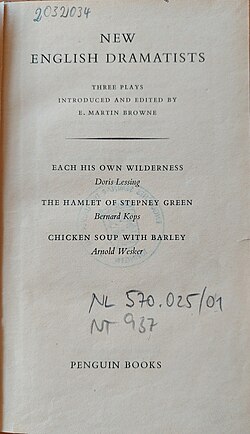 2032034
NEW
ENGLISH DRAMATISTS
THREE PLAYS
INTRODUCED AND EDITED BY
E. MARTIN BROWNE
EACH HIS OWN WILDERNESS
Doris Lessing
THE HAMLET OF STEPNEY GREEN
Bernard Kops
CHICKEN SOUP WITH BARLEY
Arnold Wesker
NL 570.025/01
NT 937
PENGUIN BOOKS